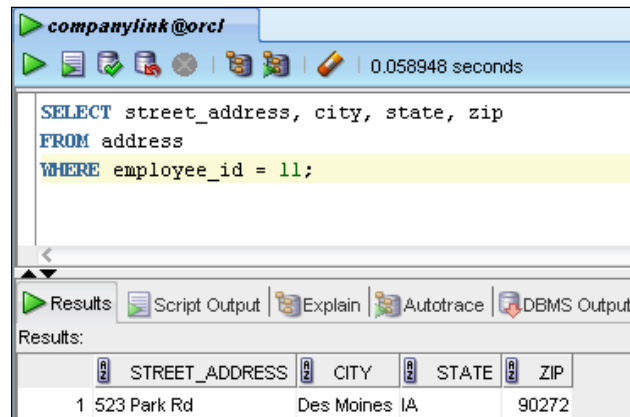 companylink@orcl
0.058948 seconds
SELECT street_address, city, state, zip
FROM address
WHERE employee_id = 11;
Results Script Output Explain Autotrace DBMS Output
Results:
STREET_ADDRESS CITY STATE ZIP
1 523 Park Rd Des Moines IA 90272